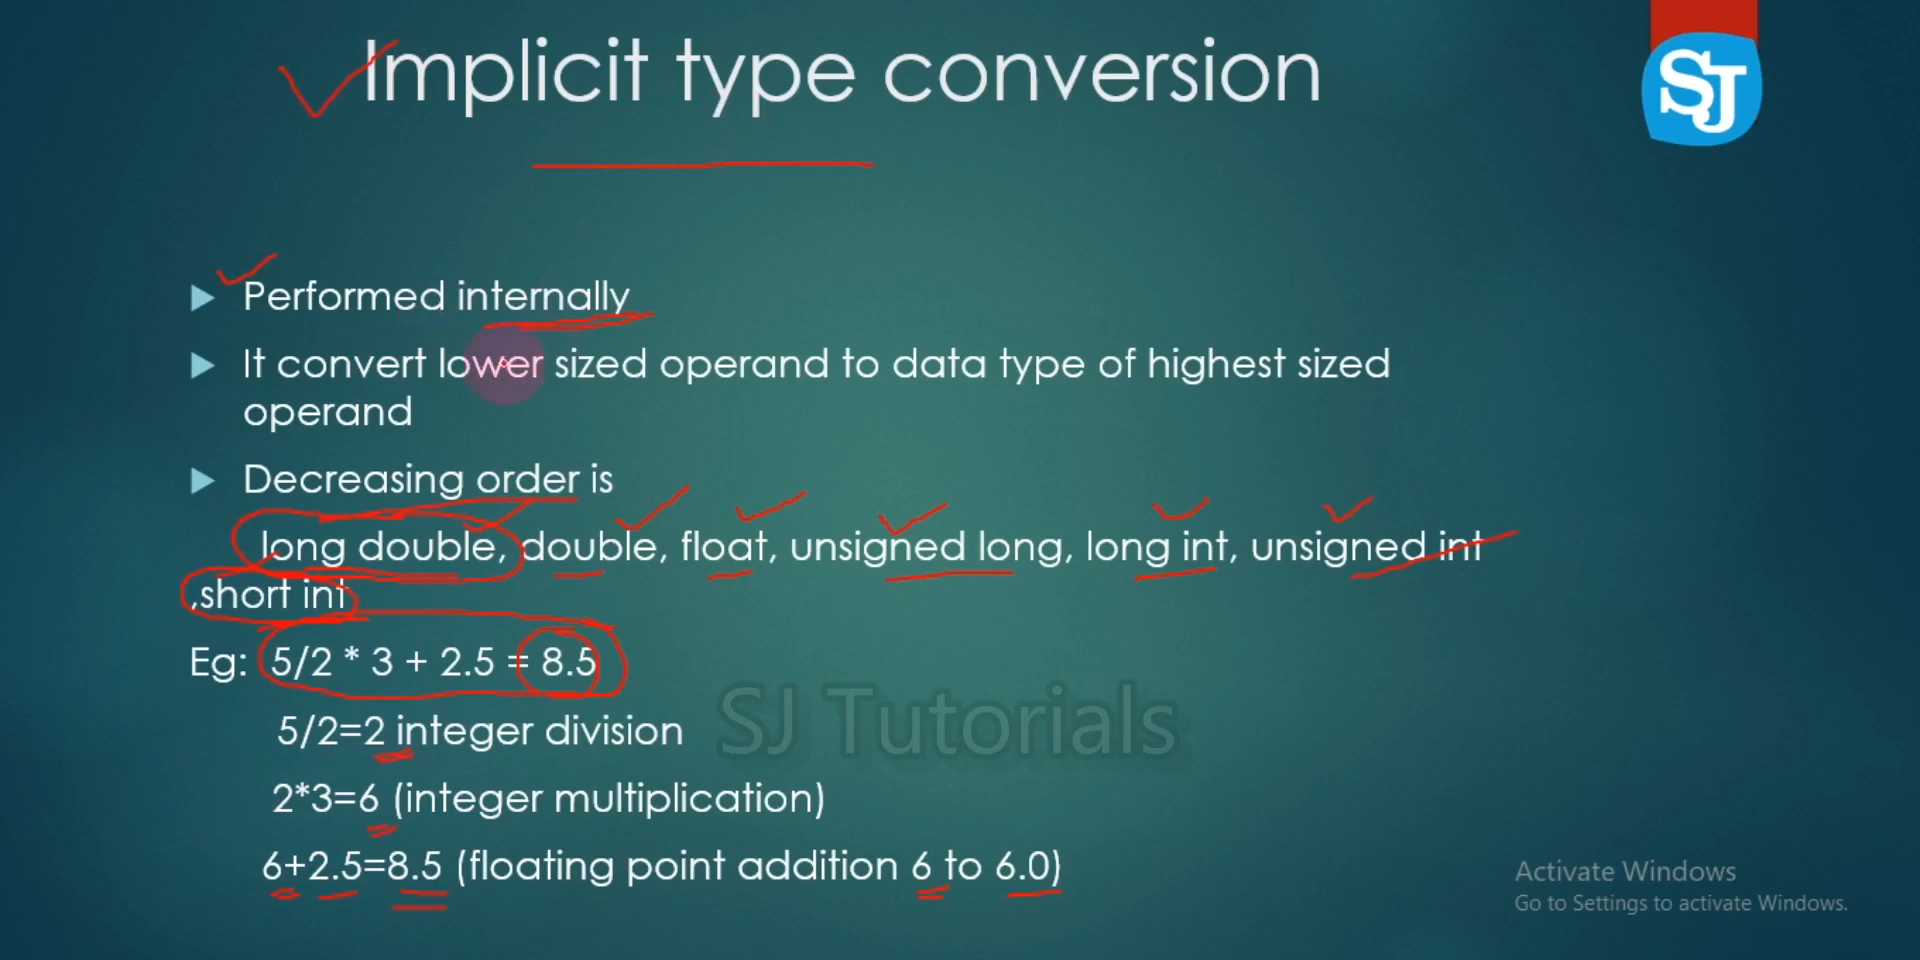 Implicit type conversion
SJ
Performed internally
It convert lower sized operand to data type of highest sized
operand
Decreasing order is
long double, double, float, unsigned long, long int, unsigned int
,short int
Eg: 5/2 * 3 + 2.5 = 8.5
SJ Tutorials
5/2=2 integer division
2*3=6 (integer multiplication)
6+2.5=8.5 (floating point addition 6 to 6.0)
Activate Windows
Go to Settings to activate Windows.